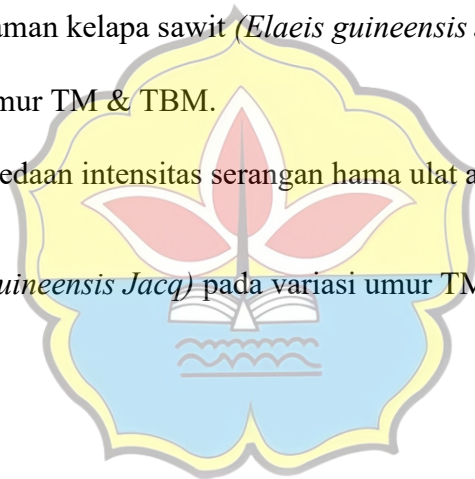 aman kelapa sawit (Elaeis guineensis
mur TM & TBM.
edaan intensitas serangan hama ulat a
uineensis Jacq) pada variasi umur TM